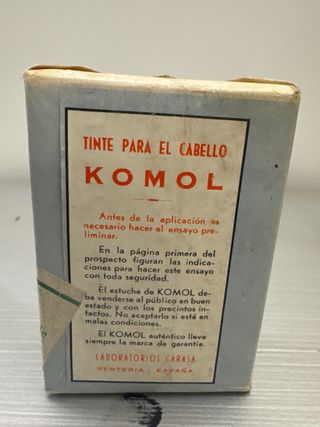 TINTE PARA EL CABELLO
KOMOL
Antes de la aplicación es
necesario hacer el ensayo pre-
liminar.
En la página primera del
prospecto figuran las indica-
ciones para hacer este ensayo
con toda seguridad.
El estuche de KOMOL de-
be venderse al público en buen
estado y con los precintos in-
tactos. No aceptarlo si está en
malas condiciones.
El KOMOL auténtico lleva
siempre la marca de garantía.
LABORATORIOS CARASA
RENTERIA - ESPAÑA